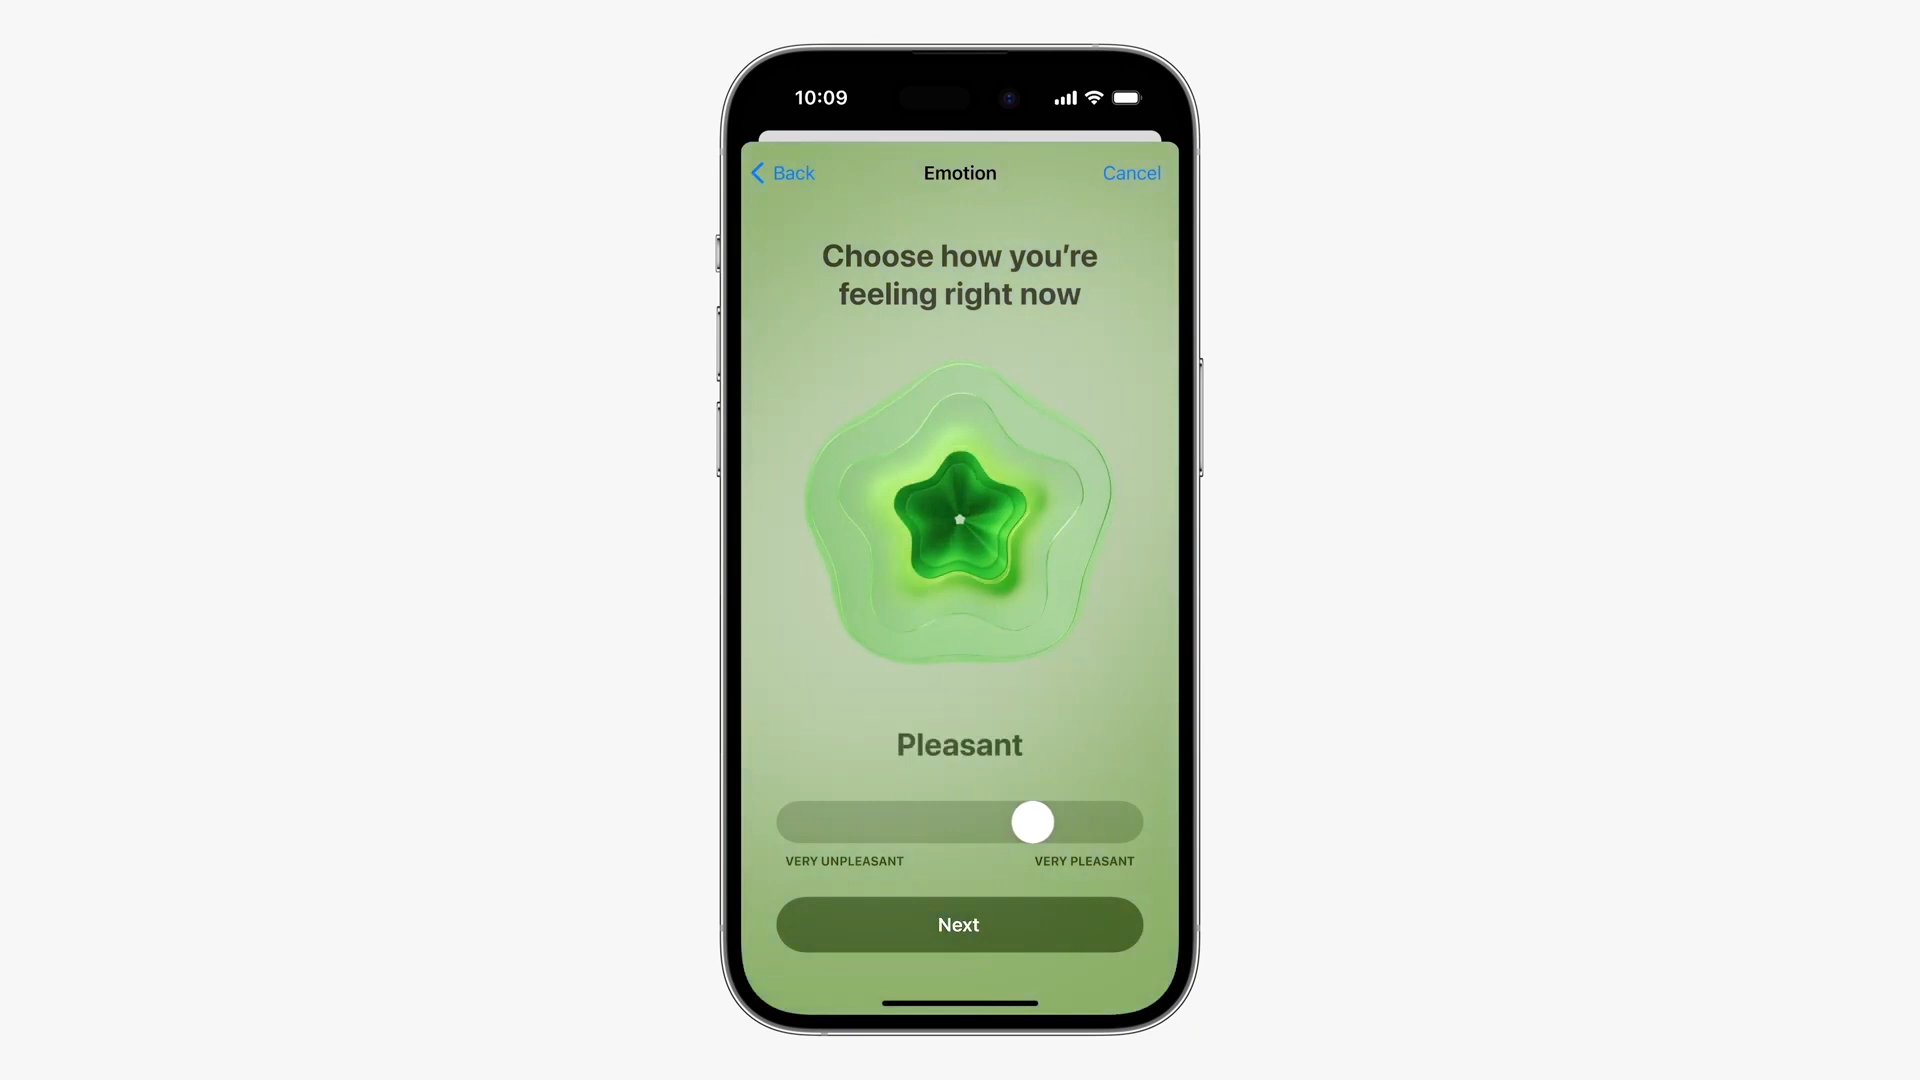 10:09
Back
Emotion
Cancel
Choose how you’re
feeling right now
Pleasant
VERY UNPLEASANT
VERY PLEASANT
Next